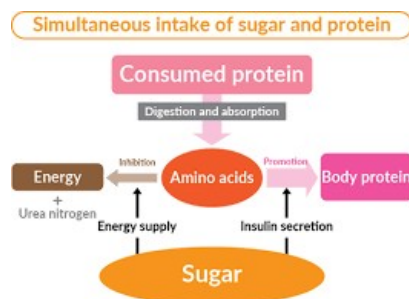 Simultaneous intake of sugar and protein
Consumed protein
Digestion and absorption
Inhibition
Promotion
Energy
Amino acids
Body protein
+
Urea nitrogen
Energy supply
Insulin secretion
Sugar